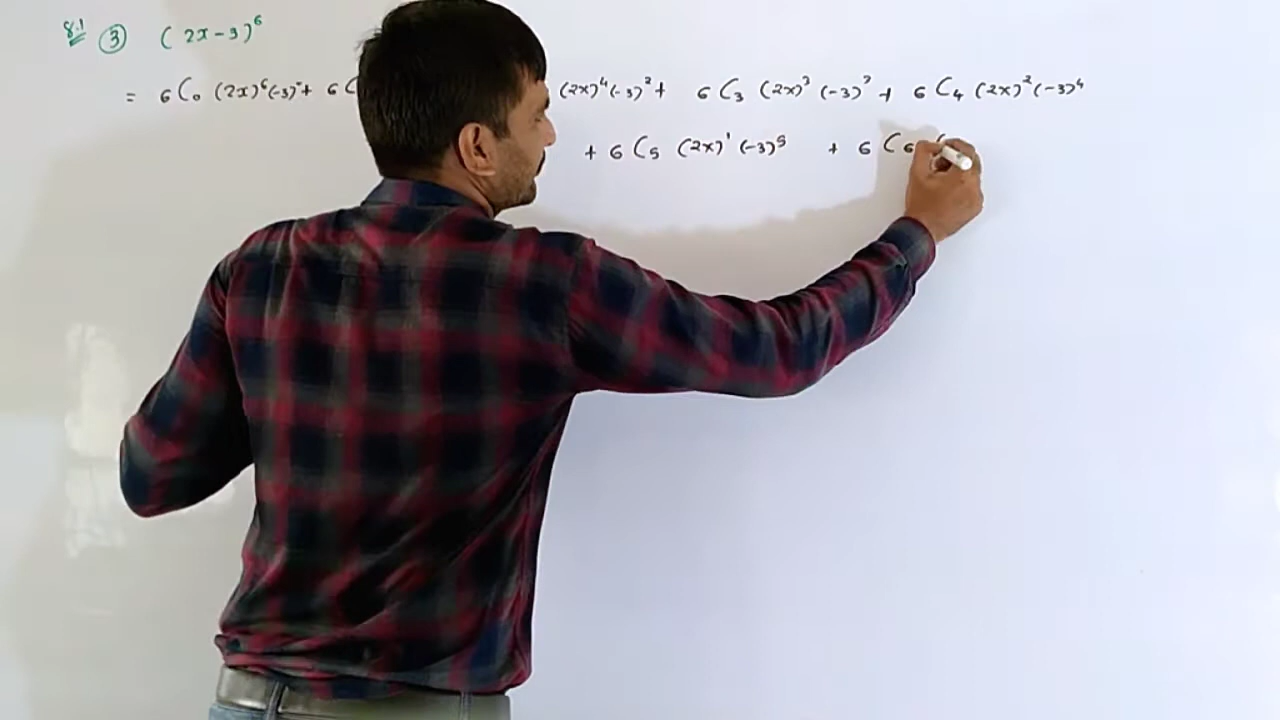 8.1 ③ (2x-3)⁶
= 6C₀ (2x)⁶(-3)⁰+ 6C (2x)⁴(-3)²+ 6C₃ (2x)³ (-3)³ + 6C₄ (2x)²(-3)⁴
+ 6C₅ (2x)¹ (-3)⁵ + 6C₆ (